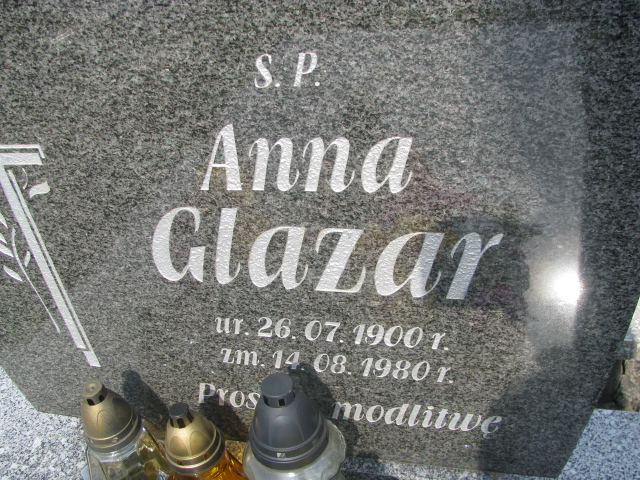 S. P.
Anna
Glazar
ur. 26. 07. 1900 r.
zm. 14. 08. 1980 r.
modlitwę